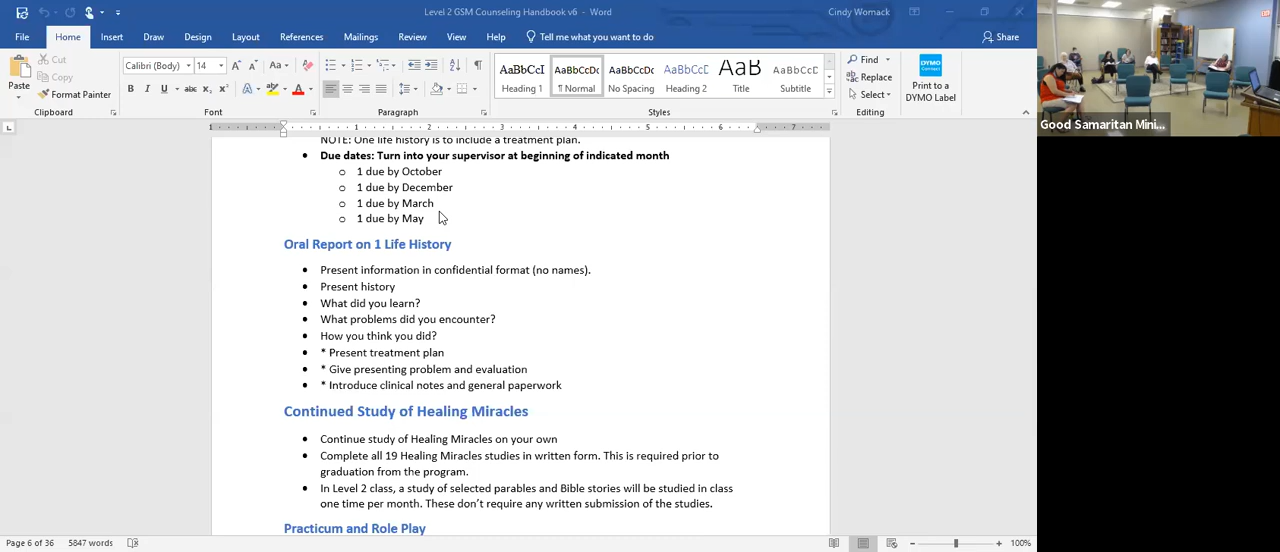 Level 2 GSM Counseling Handbook v6 - Word
Cindy Womack
File Home Insert Draw Design Layout References Mailings Review View Help Tell me what you want to do Share
Paste
Cut
Copy
Format Painter
Clipboard
Calibri (Body) 14
Font
Paragraph
AaBbCcI AaBbCcDc AaBbCcDc AaBbCcD AaB AaBbCcD
Heading 1 ¶ Normal No Spacing Heading 2 Title Subtitle
Styles
Find
Replace
Select
Editing
DYMO
Print to a
DYMO Label
Good Samaritan Mini...
1 1 2 3 4 5 6 7
NOTE: One life history is to include a treatment plan.
• Due dates: Turn into your supervisor at beginning of indicated month
o 1 due by October
o 1 due by December
o 1 due by March
o 1 due by May
Oral Report on 1 Life History
• Present information in confidential format (no names).
• Present history
• What did you learn?
• What problems did you encounter?
• How you think you did?
• * Present treatment plan
• * Give presenting problem and evaluation
• * Introduce clinical notes and general paperwork
Continued Study of Healing Miracles
• Continue study of Healing Miracles on your own
• Complete all 19 Healing Miracles studies in written form. This is required prior to
graduation from the program.
• In Level 2 class, a study of selected parables and Bible stories will be studied in class
one time per month. These don't require any written submission of the studies.
Practicum and Role Play
Page 6 of 36 5847 words
100%